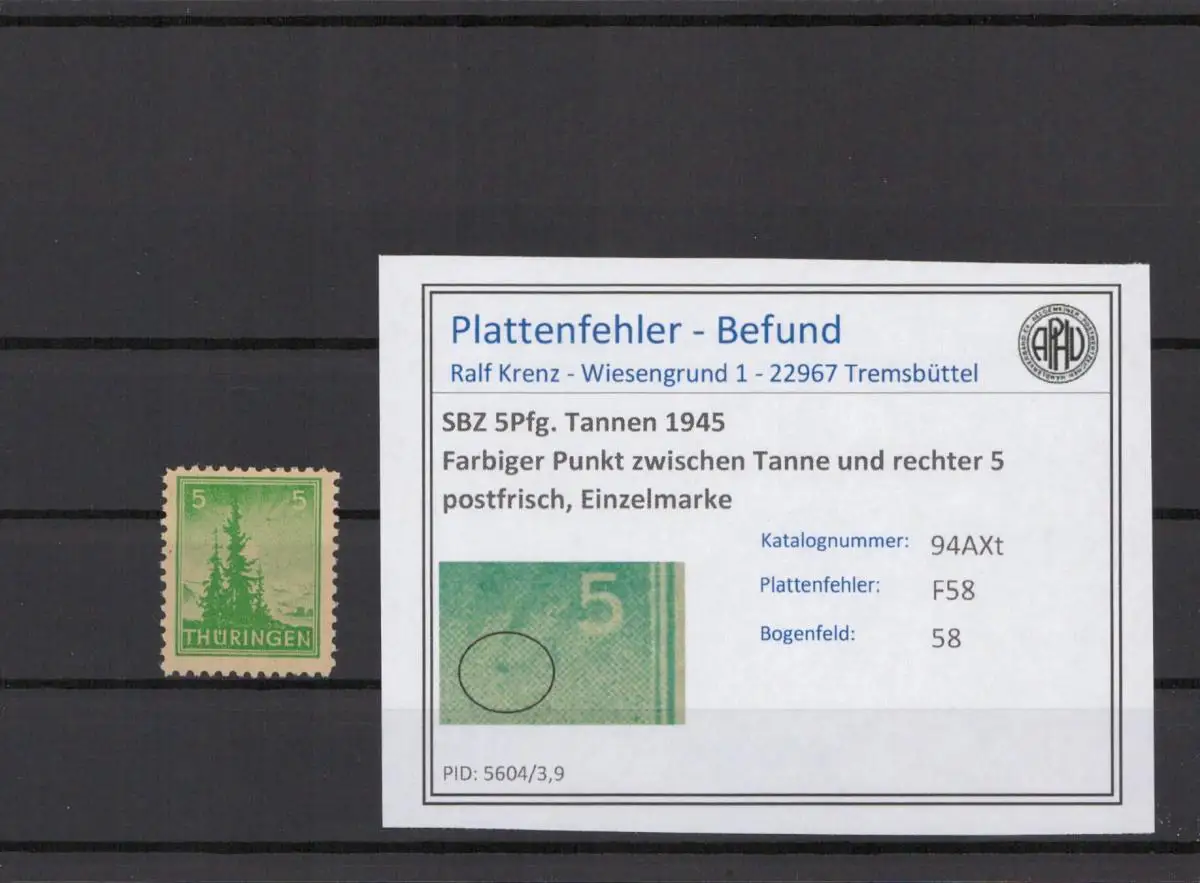 5 5
THÜRINGEN
Plattenfehler - Befund
Ralf Krenz - Wiesengrund 1 - 22967 Tremsbüttel
APHV
SBZ 5Pfg. Tannen 1945
Farbiger Punkt zwischen Tanne und rechter 5
postfrisch, Einzelmarke
Katalognummer: 94AXt
Plattenfehler: F58
Bogenfeld: 58
5
PID: 5604/3,9